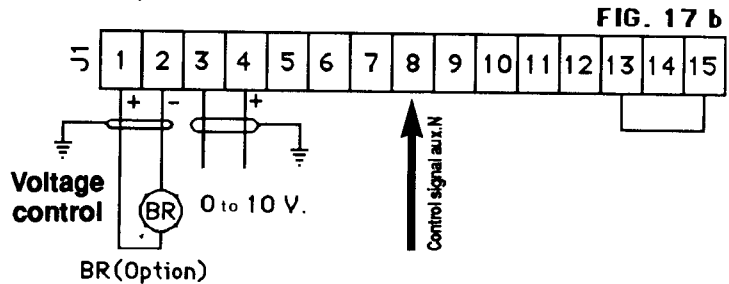 FIG. 17 b
J1 1 2 3 4 5 6 7 8 9 10 11 12 13 14 15
+ - +
Voltage
control
BR
0 to 10 V.
Control signal aux.N
BR(Option)